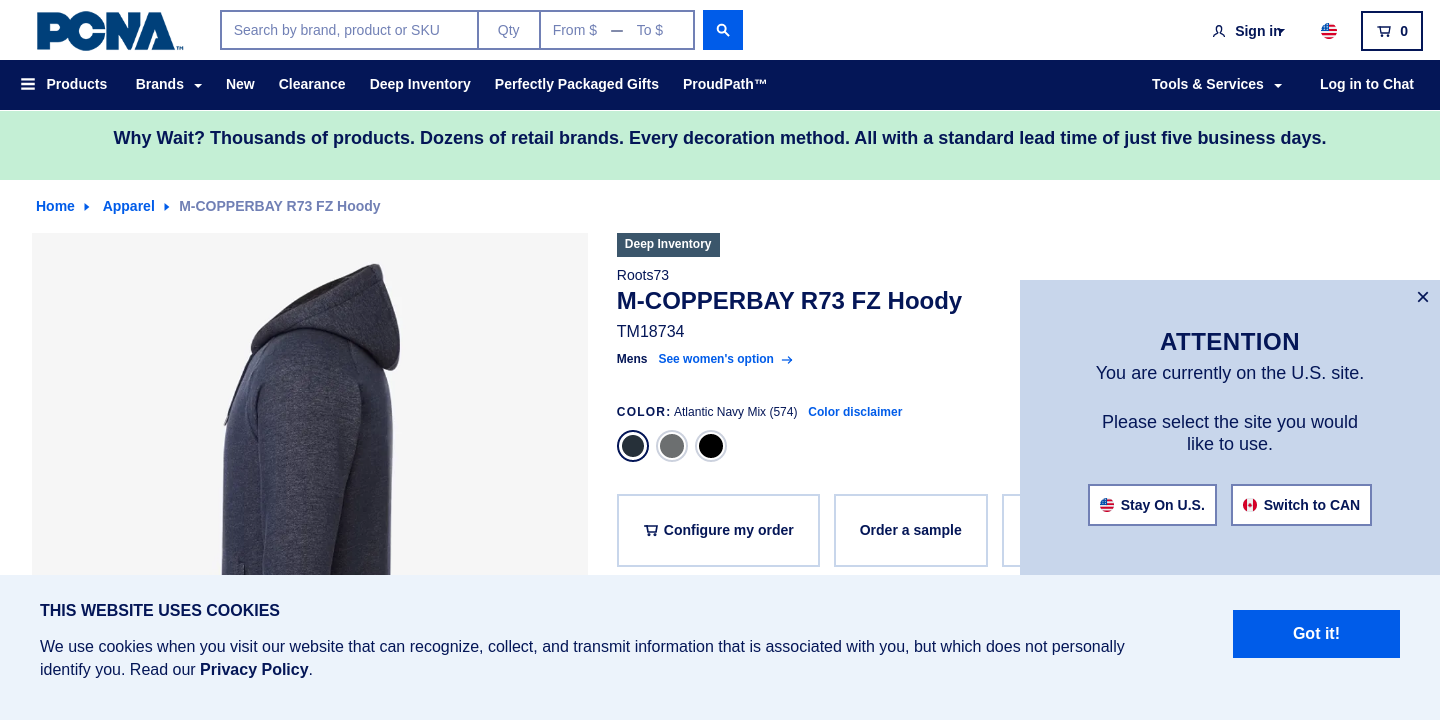 PCNA™
Search by brand, product or SKU
Qty
From $ — To $
Sign in
0
Products
Brands
New
Clearance
Deep Inventory
Perfectly Packaged Gifts
ProudPath™
Tools & Services
Log in to Chat
Why Wait? Thousands of products. Dozens of retail brands. Every decoration method. All with a standard lead time of just five business days.
Home
Apparel
M-COPPERBAY R73 FZ Hoody
Deep Inventory
Roots73
M-COPPERBAY R73 FZ Hoody
TM18734
Mens See women's option
COLOR: Atlantic Navy Mix (574) Color disclaimer
Configure my order
Order a sample
ATTENTION
You are currently on the U.S. site.
Please select the site you would
like to use.
Stay On U.S.
Switch to CAN
THIS WEBSITE USES COOKIES
We use cookies when you visit our website that can recognize, collect, and transmit information that is associated with you, but which does not personally
identify you. Read our Privacy Policy.
Got it!